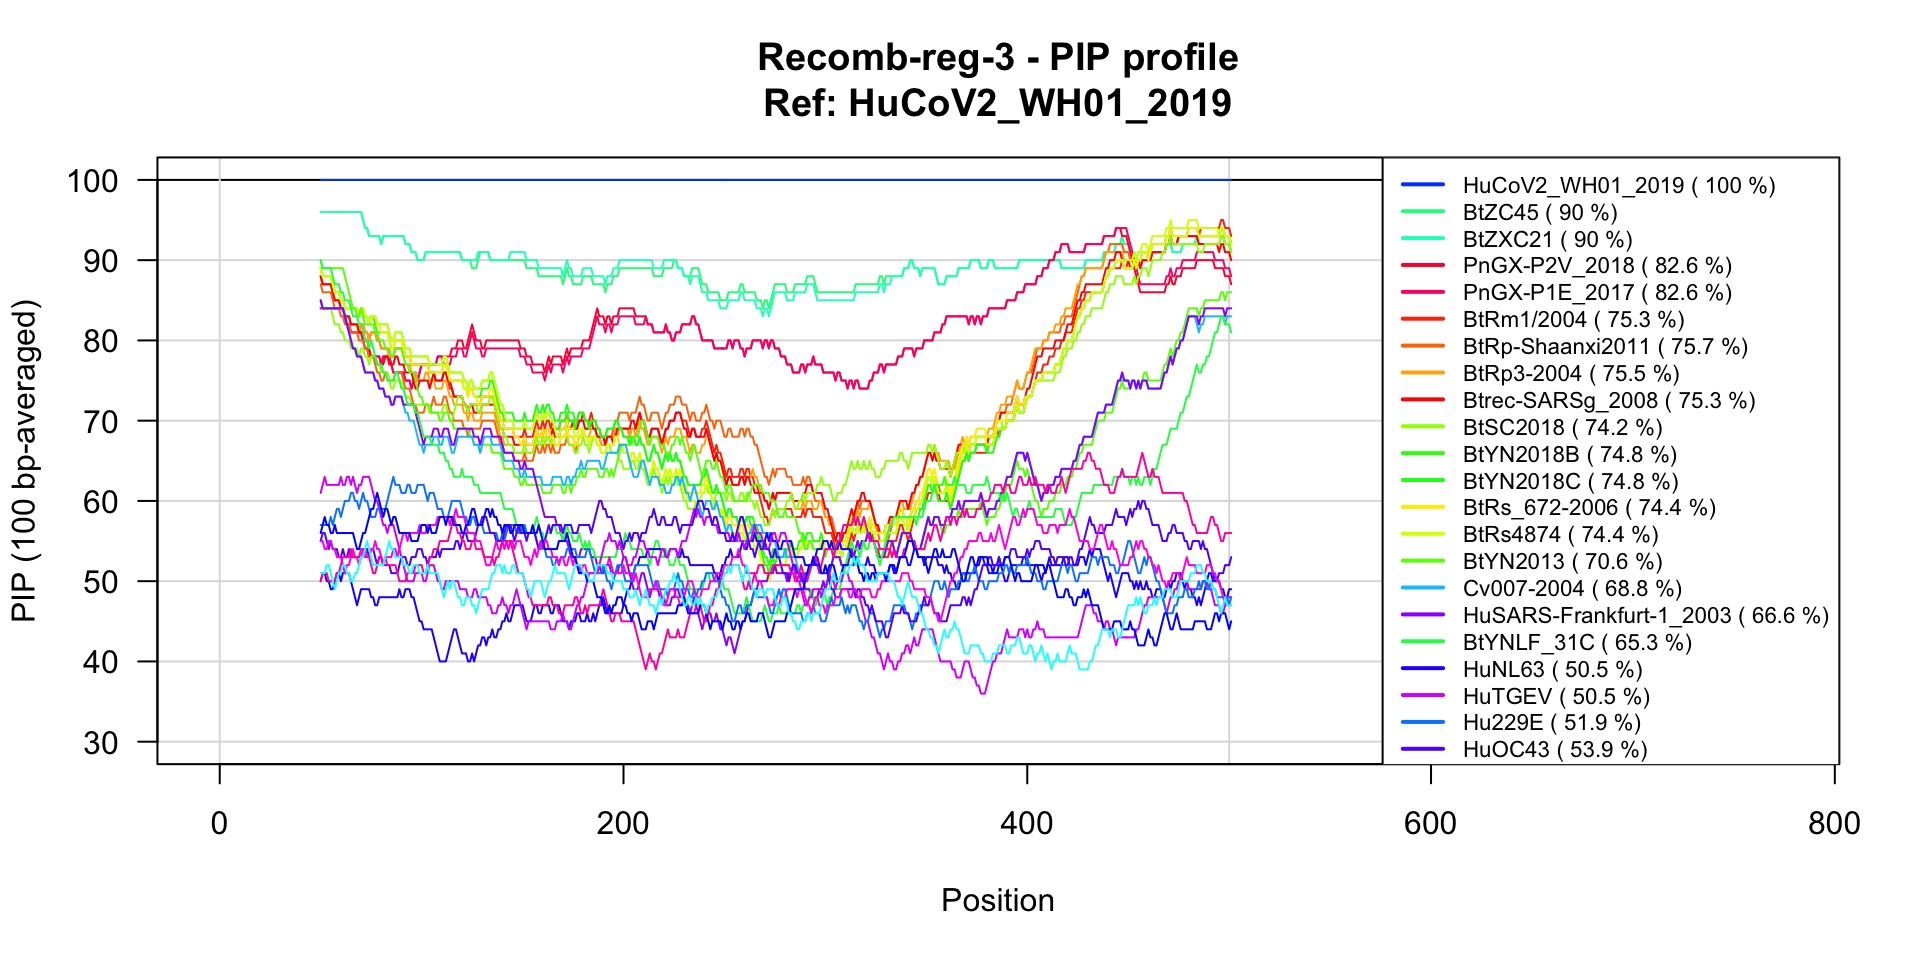 Recomb-reg-3 - PIP profile
Ref: HuCoV2_WH01_2019
PIP (100 bp-averaged)
100
90
80
70
60
50
40
30
0
200
400
600
800
Position
HuCoV2_WH01_2019 ( 100 %)
BtZC45 ( 90 %)
BtZXC21 ( 90 %)
PnGX-P2V_2018 ( 82.6 %)
PnGX-P1E_2017 ( 82.6 %)
BtRm1/2004 ( 75.3 %)
BtRp-Shaanxi2011 ( 75.7 %)
BtRp3-2004 ( 75.5 %)
Btrec-SARSg_2008 ( 75.3 %)
BtSC2018 ( 74.2 %)
BtYN2018B ( 74.8 %)
BtYN2018C ( 74.8 %)
BtRs_672-2006 ( 74.4 %)
BtRs4874 ( 74.4 %)
BtYN2013 ( 70.6 %)
Cv007-2004 ( 68.8 %)
HuSARS-Frankfurt-1_2003 ( 66.6 %)
BtYNLF_31C ( 65.3 %)
HuNL63 ( 50.5 %)
HuTGEV ( 50.5 %)
Hu229E ( 51.9 %)
HuOC43 ( 53.9 %)